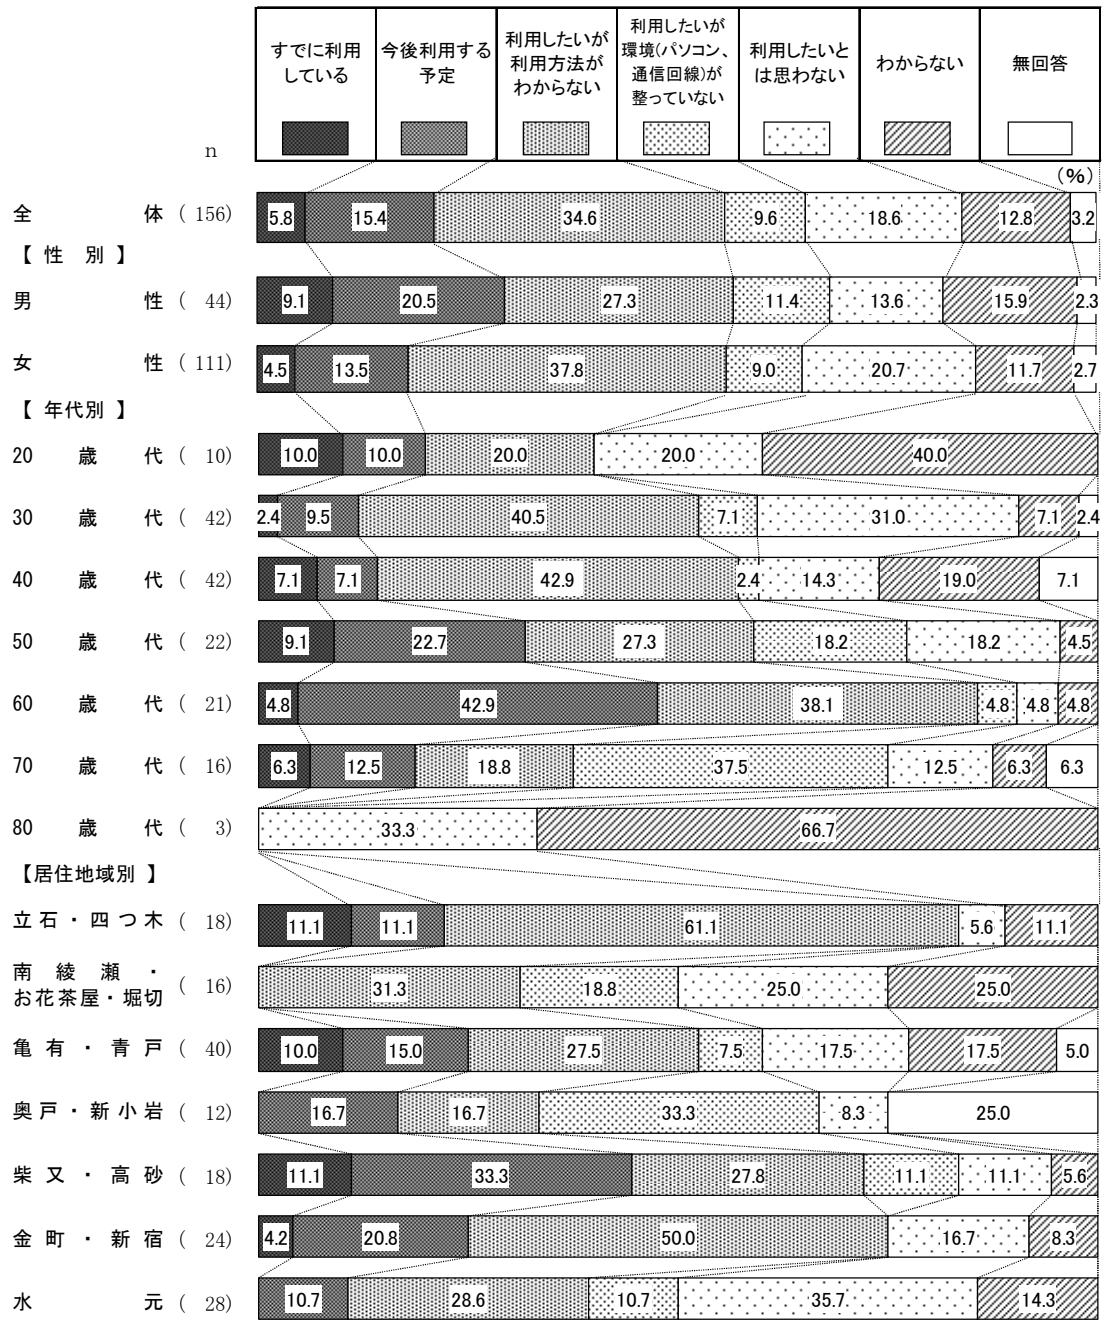 すでに利用
している
今後利用する
予定
利用したいが
利用方法が
わからない
利用したいが
環境(パソコン、
通信回線)が
整っていない
利用したいと
は思わない
わからない
無回答
n
(%)
全体 ( 156) 5.8 15.4 34.6 9.6 18.6 12.8 3.2
【 性 別 】
男性 ( 44) 9.1 20.5 27.3 11.4 13.6 15.9 2.3
女性 ( 111) 4.5 13.5 37.8 9.0 20.7 11.7 2.7
【 年代別 】
20歳代 ( 10) 10.0 10.0 20.0 20.0 40.0
30歳代 ( 42) 2.4 9.5 40.5 7.1 31.0 7.1 2.4
40歳代 ( 42) 7.1 7.1 42.9 2.4 14.3 19.0 7.1
50歳代 ( 22) 9.1 22.7 27.3 18.2 18.2 4.5
60歳代 ( 21) 4.8 42.9 38.1 4.8 4.8 4.8
70歳代 ( 16) 6.3 12.5 18.8 37.5 12.5 6.3 6.3
80歳代 ( 3) 33.3 66.7
【居住地域別 】
立石・四つ木 ( 18) 11.1 11.1 61.1 5.6 11.1
南綾瀬・
お花茶屋・堀切 ( 16) 31.3 18.8 25.0 25.0
亀有・青戸 ( 40) 10.0 15.0 27.5 7.5 17.5 17.5 5.0
奥戸・新小岩 ( 12) 16.7 16.7 33.3 8.3 25.0
柴又・高砂 ( 18) 11.1 33.3 27.8 11.1 11.1 5.6
金町・新宿 ( 24) 4.2 20.8 50.0 16.7 8.3
水元 ( 28) 10.7 28.6 10.7 35.7 14.3